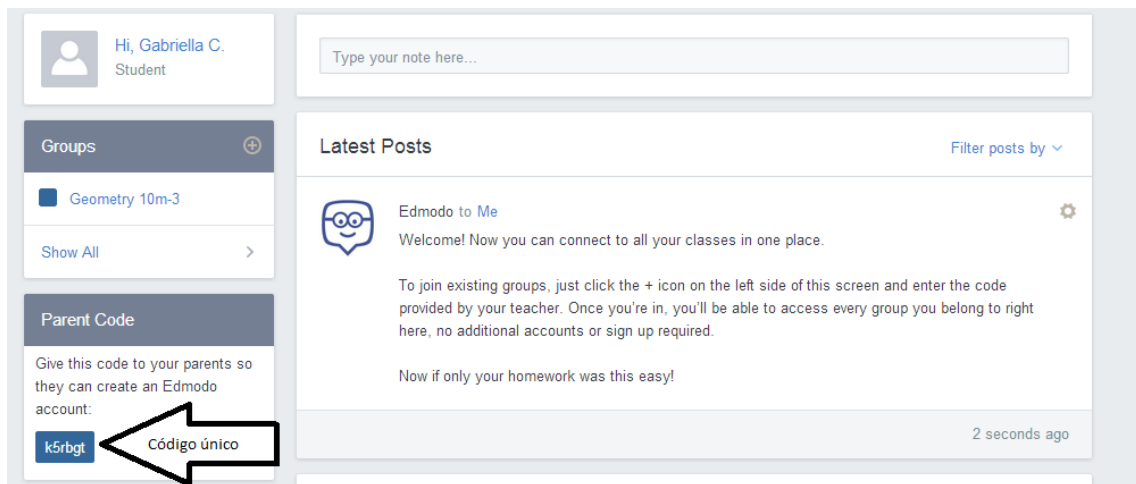 Hi, Gabriella C.
Student
Groups
Geometry 10m-3
Show All
Parent Code
Give this code to your parents so
they can create an Edmodo
account:
k5rbgt
Código único
Type your note here...
Latest Posts
Filter posts by
Edmodo to Me
Welcome! Now you can connect to all your classes in one place.
To join existing groups, just click the + icon on the left side of this screen and enter the code
provided by your teacher. Once you're in, you'll be able to access every group you belong to right
here, no additional accounts or sign up required.
Now if only your homework was this easy!
2 seconds ago